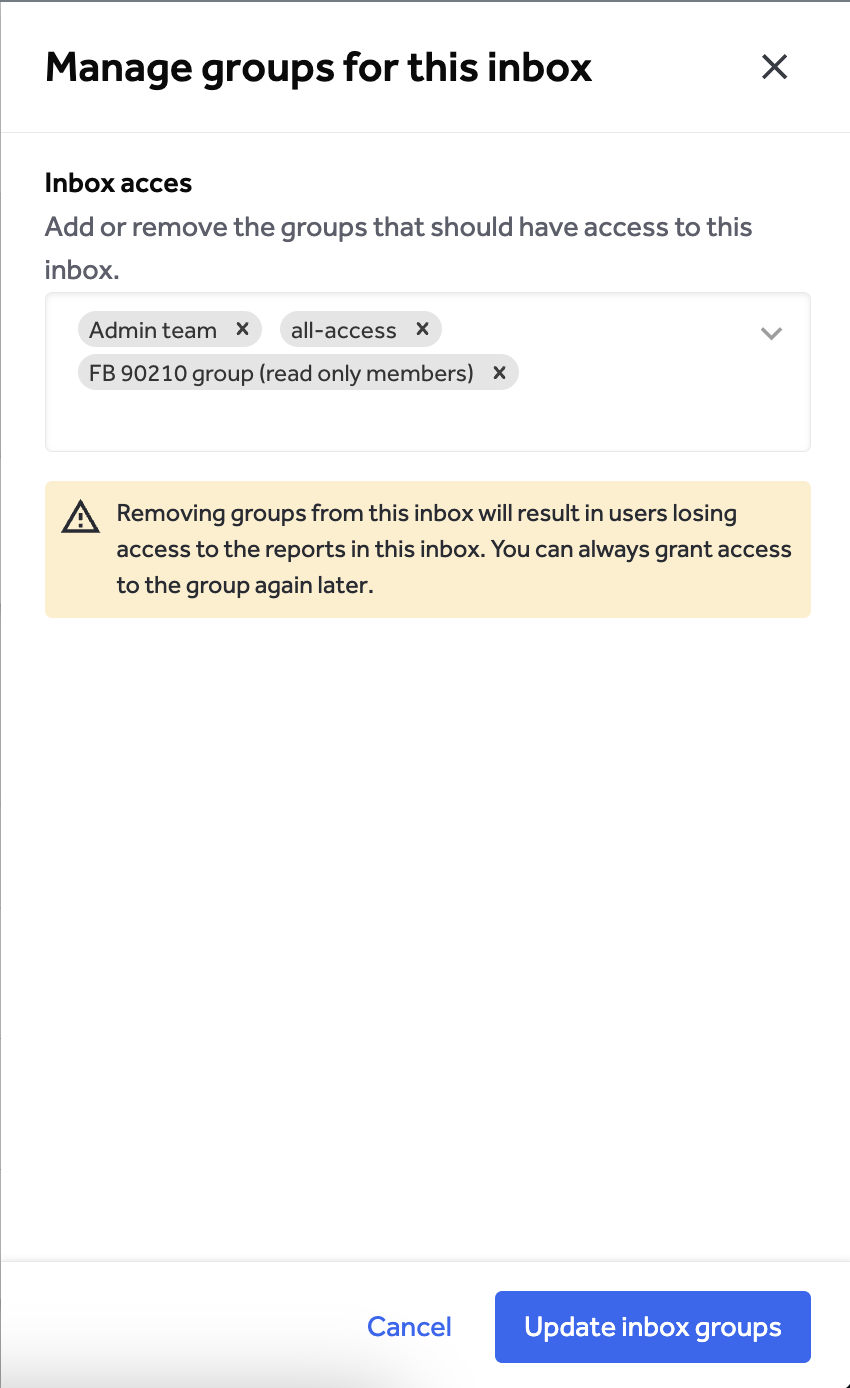 Manage groups for this inbox
Inbox acces
Add or remove the groups that should have access to this
inbox.
Admin team x all-access x
FB 90210 group (read only members) x
Removing groups from this inbox will result in users losing
access to the reports in this inbox. You can always grant access
to the group again later.
Cancel Update inbox groups